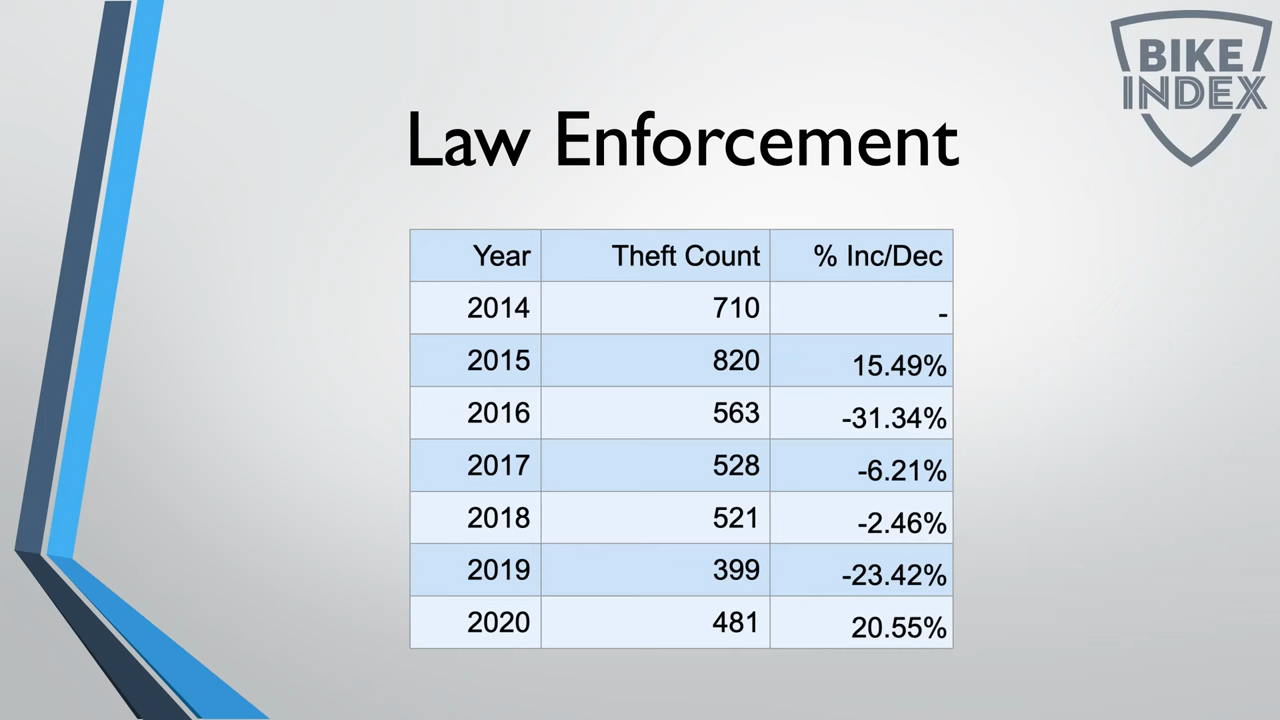 BIKE
INDEX
Law Enforcement
Year Theft Count % Inc/Dec
2014 710 -
2015 820 15.49%
2016 563 -31.34%
2017 528 -6.21%
2018 521 -2.46%
2019 399 -23.42%
2020 481 20.55%